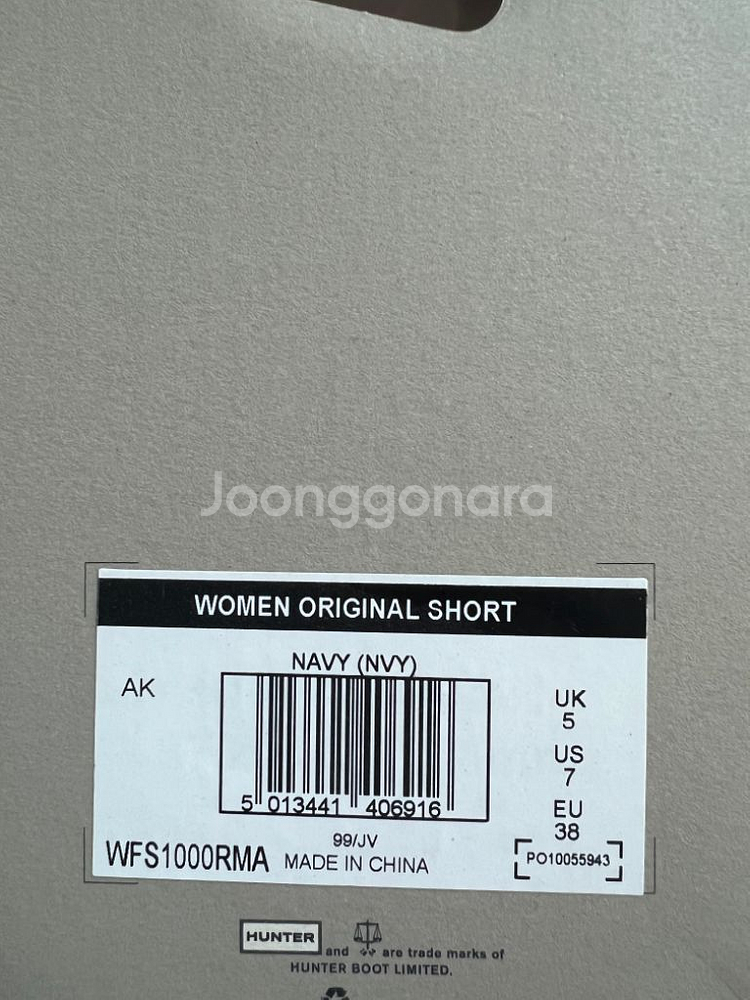 Joonggonara
WOMEN ORIGINAL SHORT
NAVY (NVY)
AK
5 013441 406916
UK
5
US
7
EU
38
99/JV
WFS1000RMA MADE IN CHINA
PO10055943
HUNTER and are trade marks of
HUNTER BOOT LIMITED.